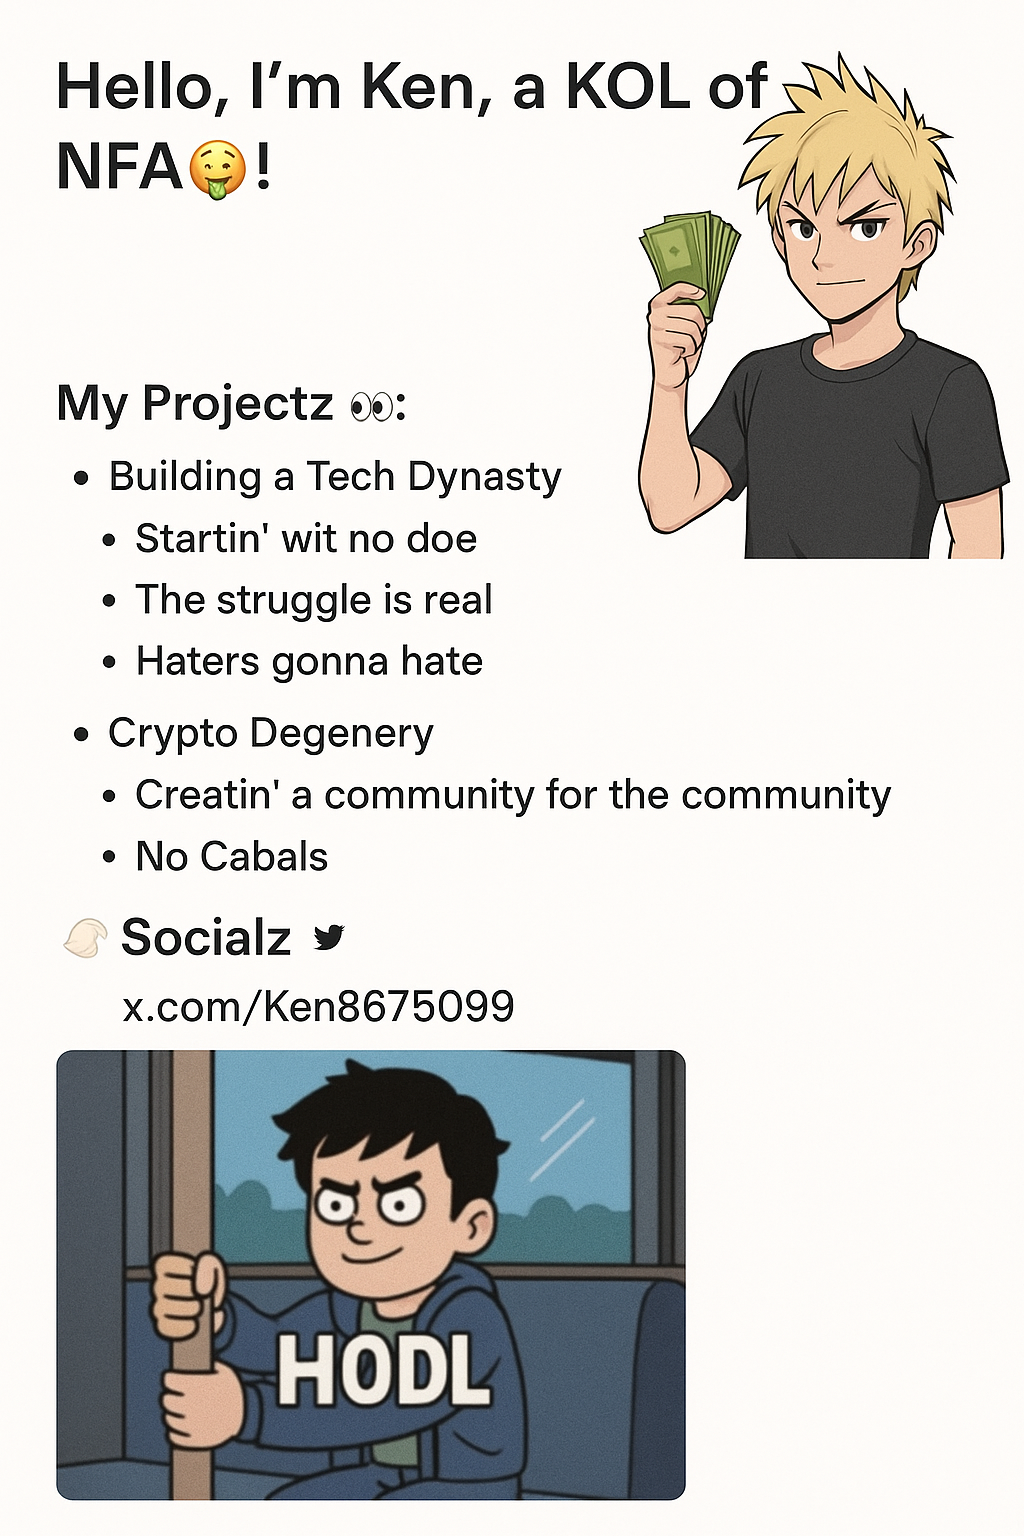 Hello, I’m Ken, a KOL of
NFA🤑!
My Projectz 👀:
• Building a Tech Dynasty
• Startin' wit no doe
• The struggle is real
• Haters gonna hate
• Crypto Degenery
• Creatin' a community for the community
• No Cabals
Socialz
x.com/Ken8675099
HODL